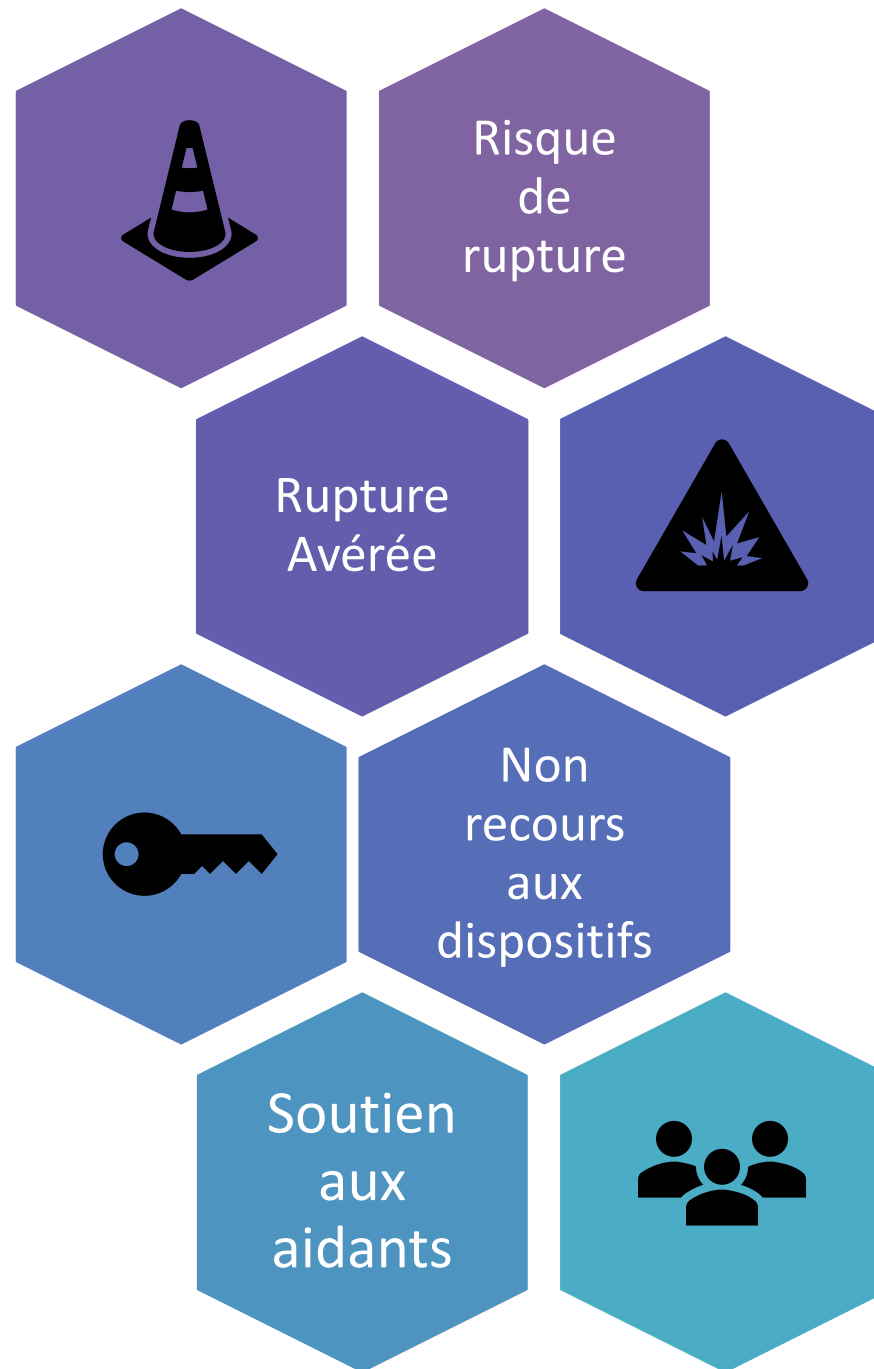 Risque
de
rupture
Rupture
Avérée
Non
recours
aux
dispositifs
Soutien
aux
aidants